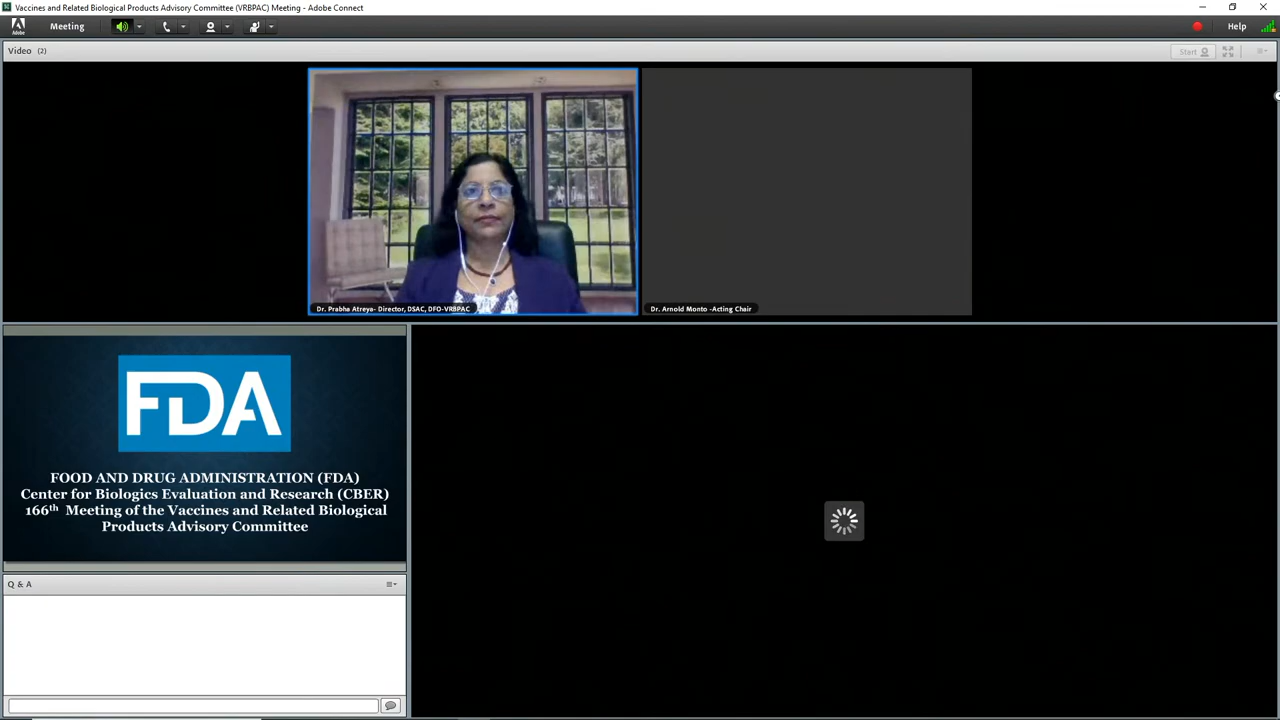 Vaccines and Related Biological Products Advisory Committee (VRBPAC) Meeting - Adobe Connect
Adobe
Meeting
Help
Video (2)
Start
Dr. Prabha Atreya- Director, DSAC, DFO-VRBPAC
Dr. Arnold Monto -Acting Chair
FDA
FOOD AND DRUG ADMINISTRATION (FDA)
Center for Biologics Evaluation and Research (CBER)
166th Meeting of the Vaccines and Related Biological
Products Advisory Committee
Q & A